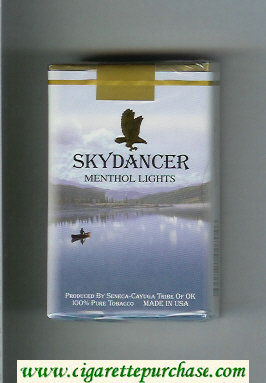 SKYDANCER
MENTHOL LIGHTS
PRODUCED BY SENECA-CAYUGA TRIBE OF OK
100% PURE TOBACCO MADE IN USA
www.cigarettepurchase.com